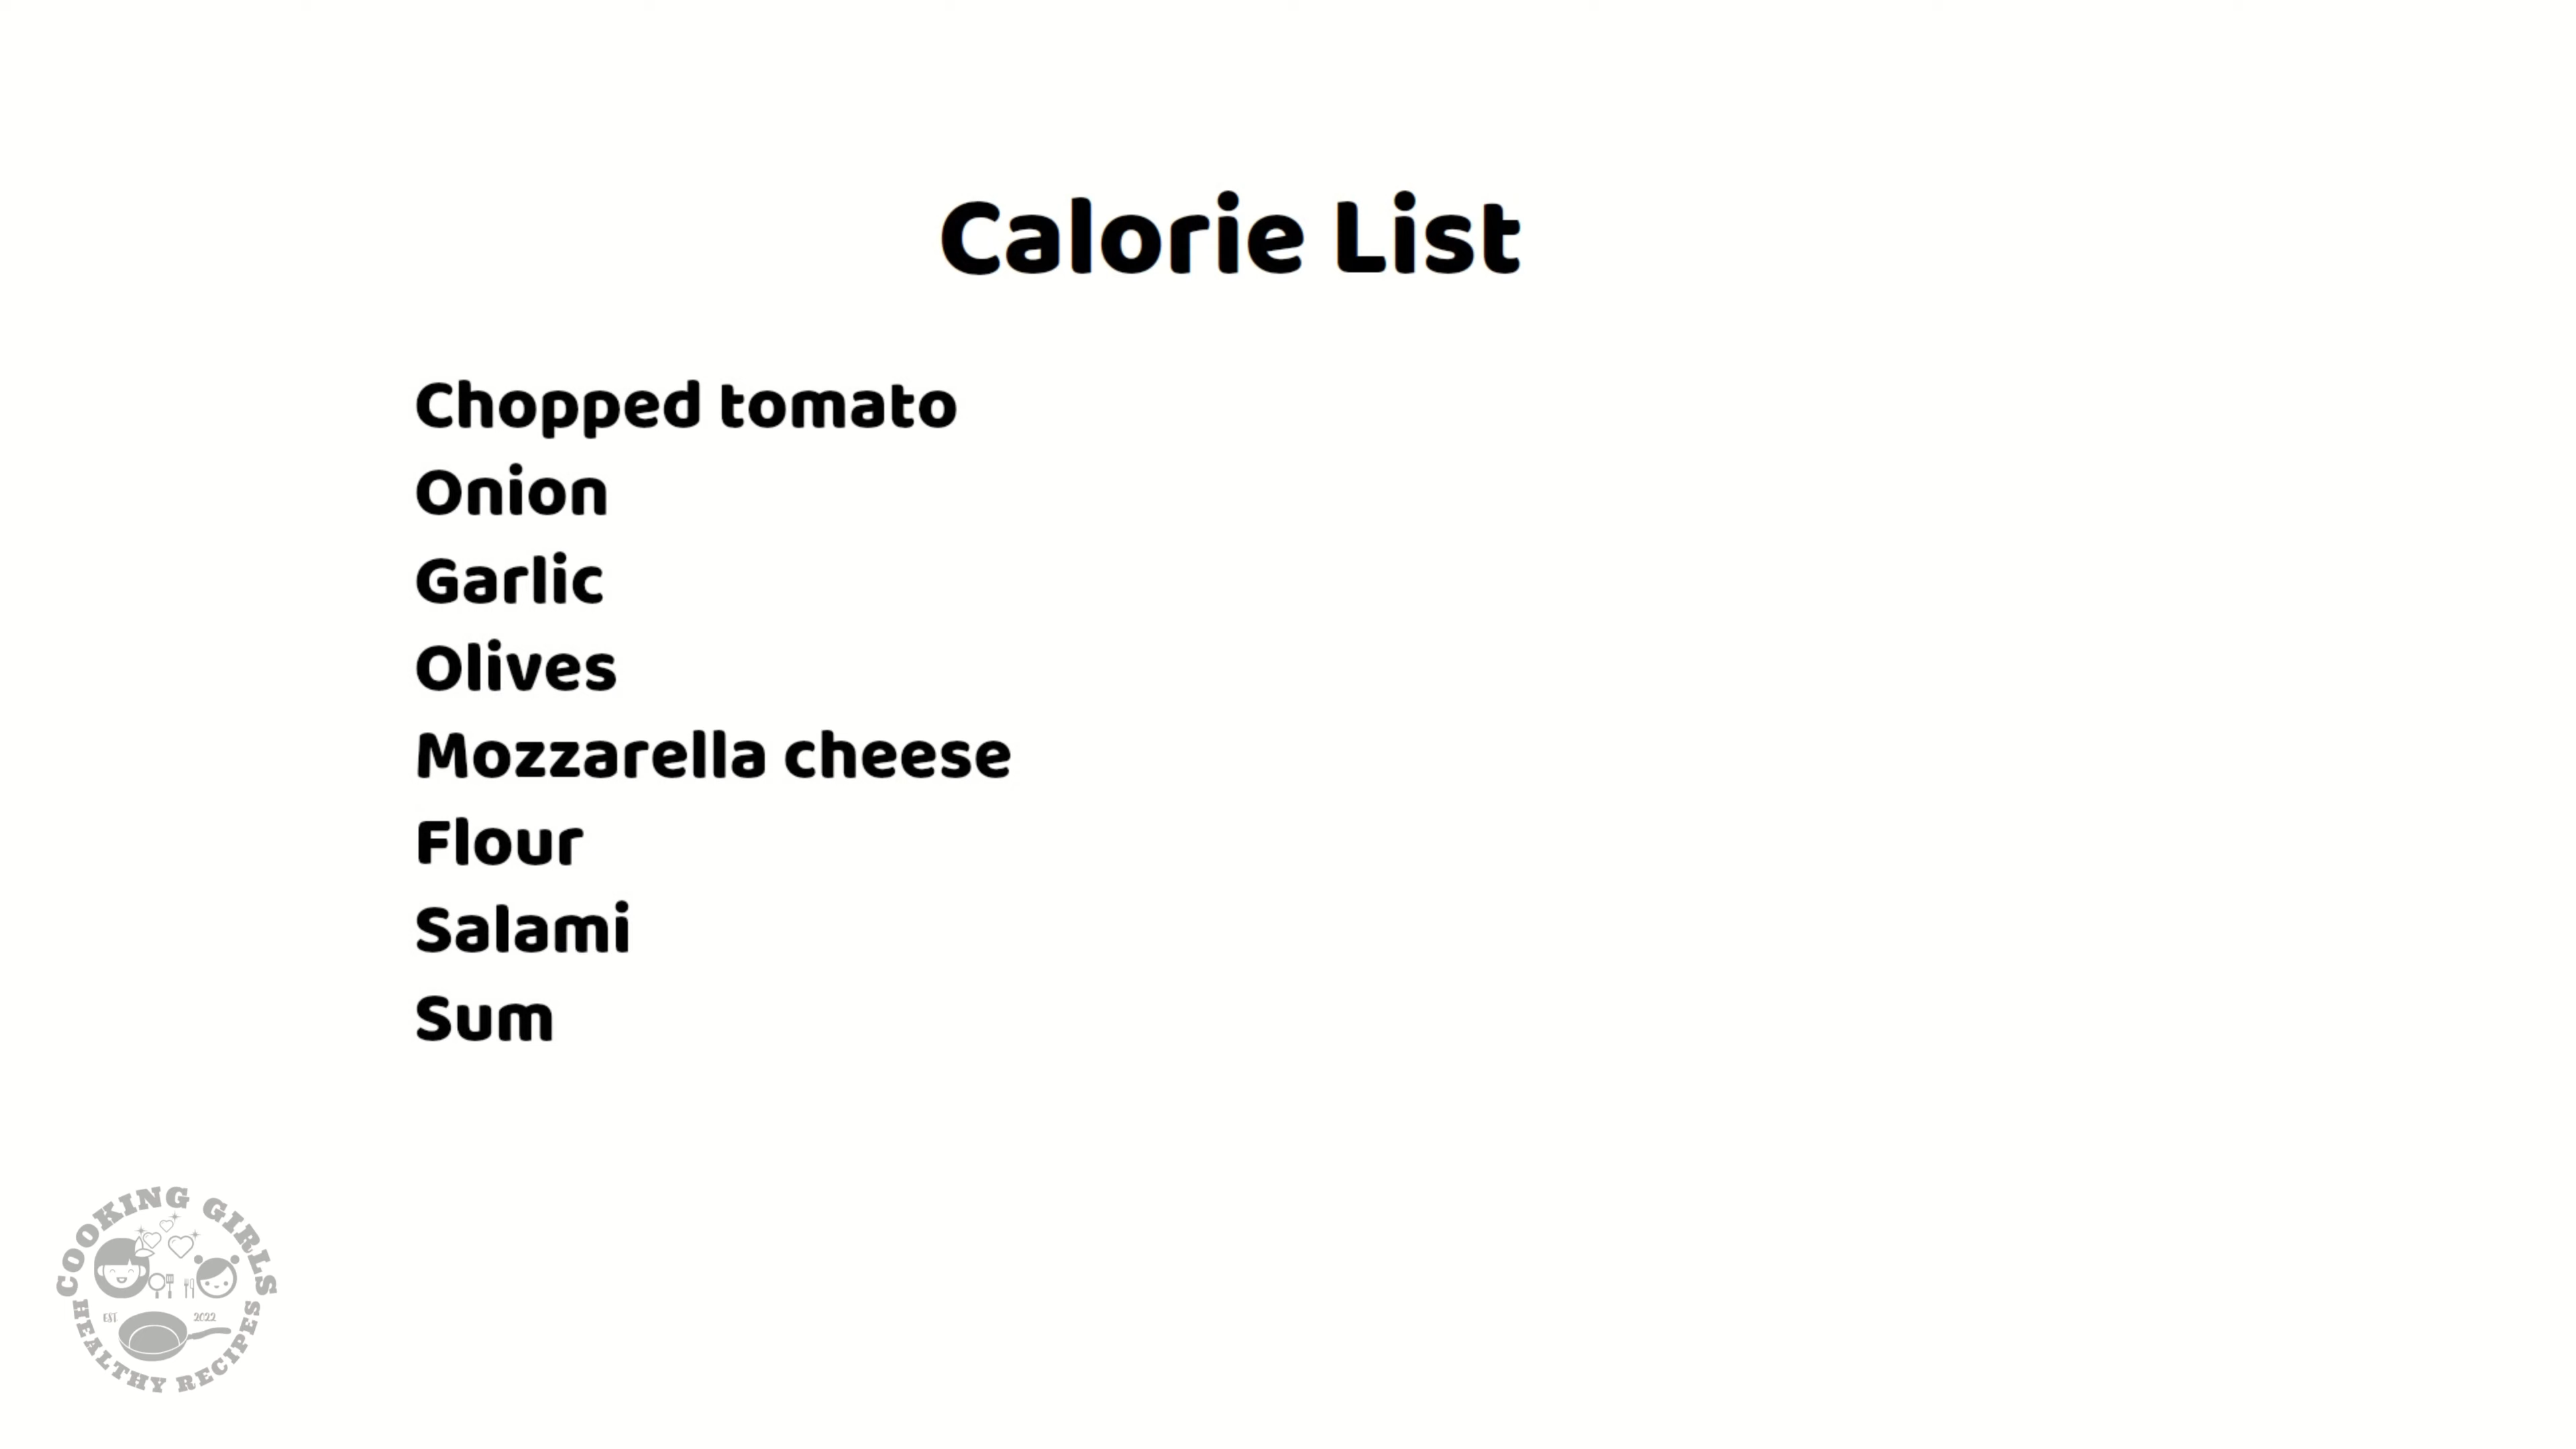 Calorie List
Chopped tomato
Onion
Garlic
Olives
Mozzarella cheese
Flour
Salami
Sum
COOKING GIRLS
EST 2022
HEALTHY RECIPES